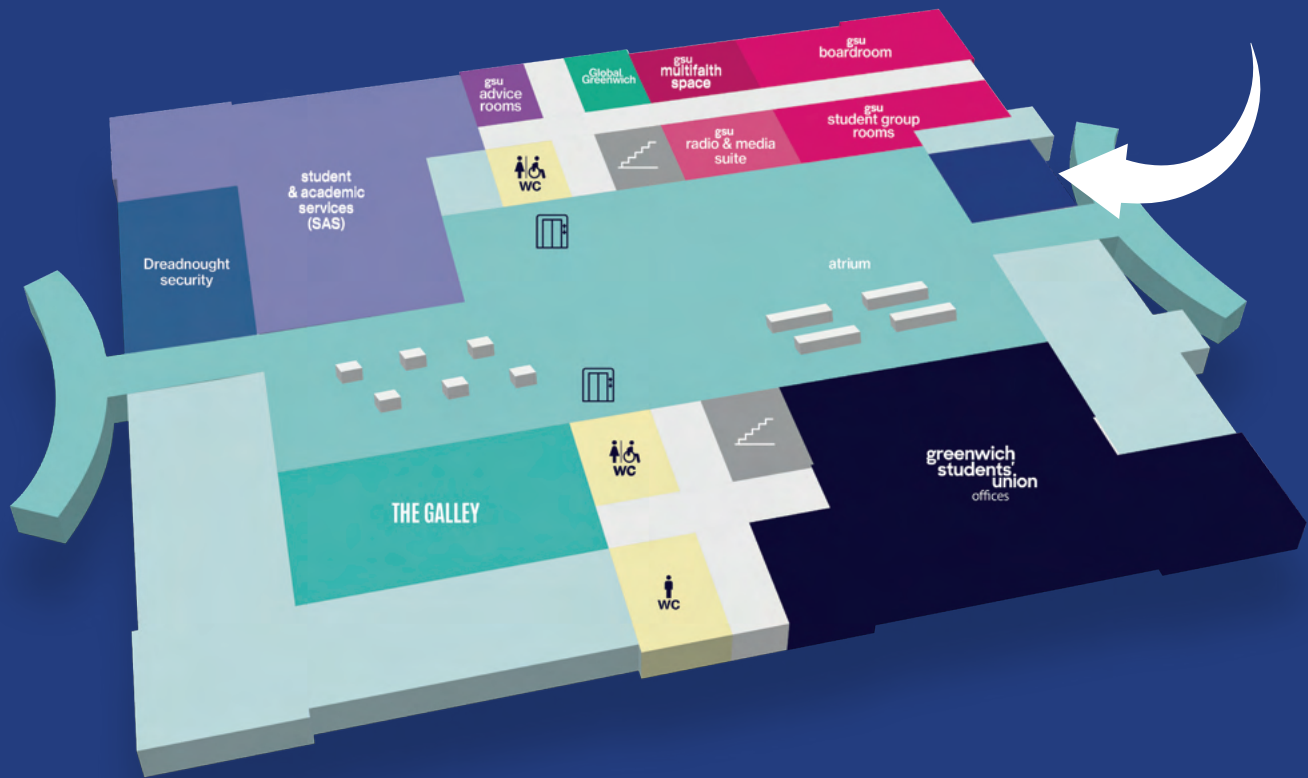 gsu
boardroom
gsu
multifaith
space
Global
Greenwich
gsu
advice
rooms
gsu
student group
rooms
gsu
radio & media
suite
WC
student
& academic
services
(SAS)
Dreadnought
security
atrium
THE GALLEY
WC
greenwich
students'
union
offices
WC